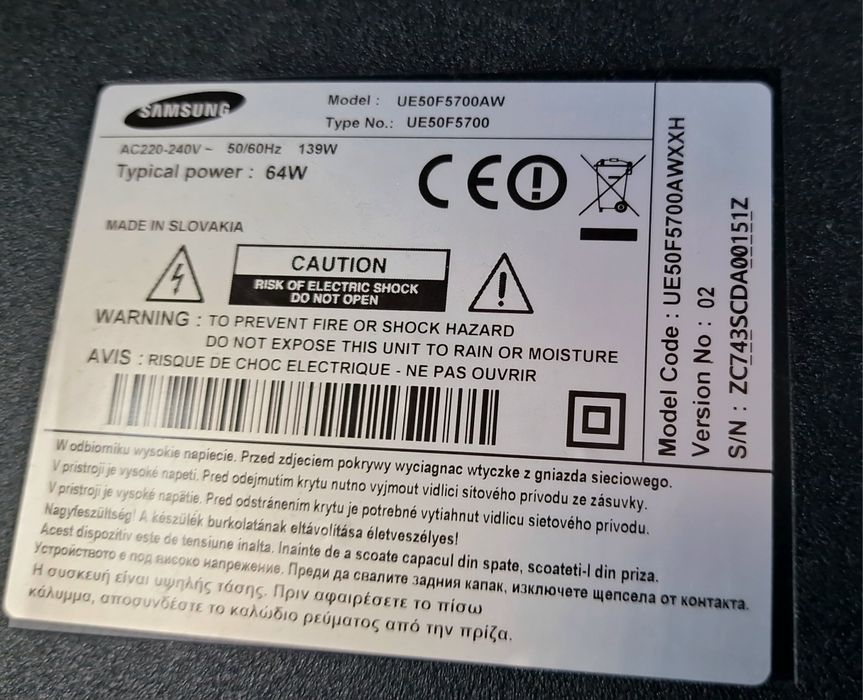 SAMSUNG
Model : UE50F5700AW
Type No.: UE50F5700
AC220-240V ~ 50/60Hz 139W
Typical power : 64W
MADE IN SLOVAKIA
CAUTION
RISK OF ELECTRIC SHOCK
DO NOT OPEN
WARNING : TO PREVENT FIRE OR SHOCK HAZARD
DO NOT EXPOSE THIS UNIT TO RAIN OR MOISTURE
AVIS : RISQUE DE CHOC ELECTRIQUE - NE PAS OUVRIR
Model Code : UE50F5700AWXXH
Version No : 02
S/N : ZC743SCDA00151Z
W odbiorniku wysokie napiecie. Przed zdjeciem pokrywy wyciagnac wtyczke z gniazda sieciowego.
V pristroji je vysoké napeti. Pred odejmutím krytu nutno vyjmout vidlici sítového prívodu ze zásuvky.
V pristroji je vysoké napätie. Pred odstránením krytu je potrebné vytiahnut vidlicu sietového prívodu.
Nagyfeszültség! A készülék burkolatának eltávolítása életveszélyes!
Acest dispozitiv este de tensiune inalta. Inainte de a scoate capacul din spate, scoateti-l din priza.
Устройството е под високо напрежение. Преди да свалите задния капак, изключете щепсела от контакта.
Η συσκευή είναι υψηλής τάσης. Πριν αφαιρέσετε το πίσω
κάλυμμα, αποσυνδέστε το καλώδιο ρεύματος από την πρίζα.